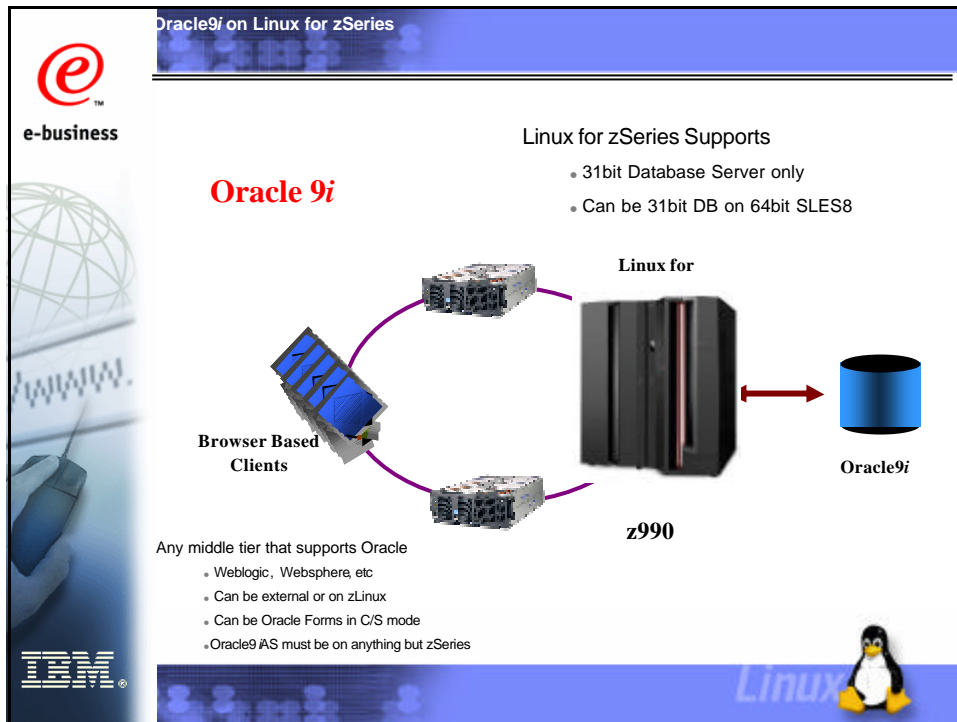 Oracle9i on Linux for zSeries
e
TM
e-business
Linux for zSeries Supports
• 31bit Database Server only
• Can be 31bit DB on 64bit SLES8
Oracle 9i
Linux for
Browser Based
Clients
Oracle9i
z990
Any middle tier that supports Oracle
• Weblogic, Websphere, etc
• Can be external or on zLinux
• Can be Oracle Forms in C/S mode
•Oracle9iAS must be on anything but zSeries
IBM®
Linux